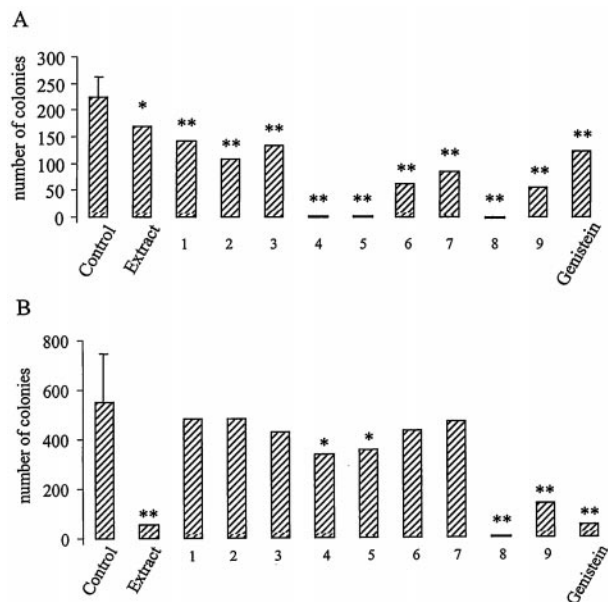 A
number of colonies
300
250
200
150
100
50
0
* ** ** ** ** ** ** ** ** ** **
Control Extract 1 2 3 4 5 6 7 8 9 Genistein
B
number of colonies
800
600
400
200
0
** * * ** ** **
Control Extract 1 2 3 4 5 6 7 8 9 Genistein